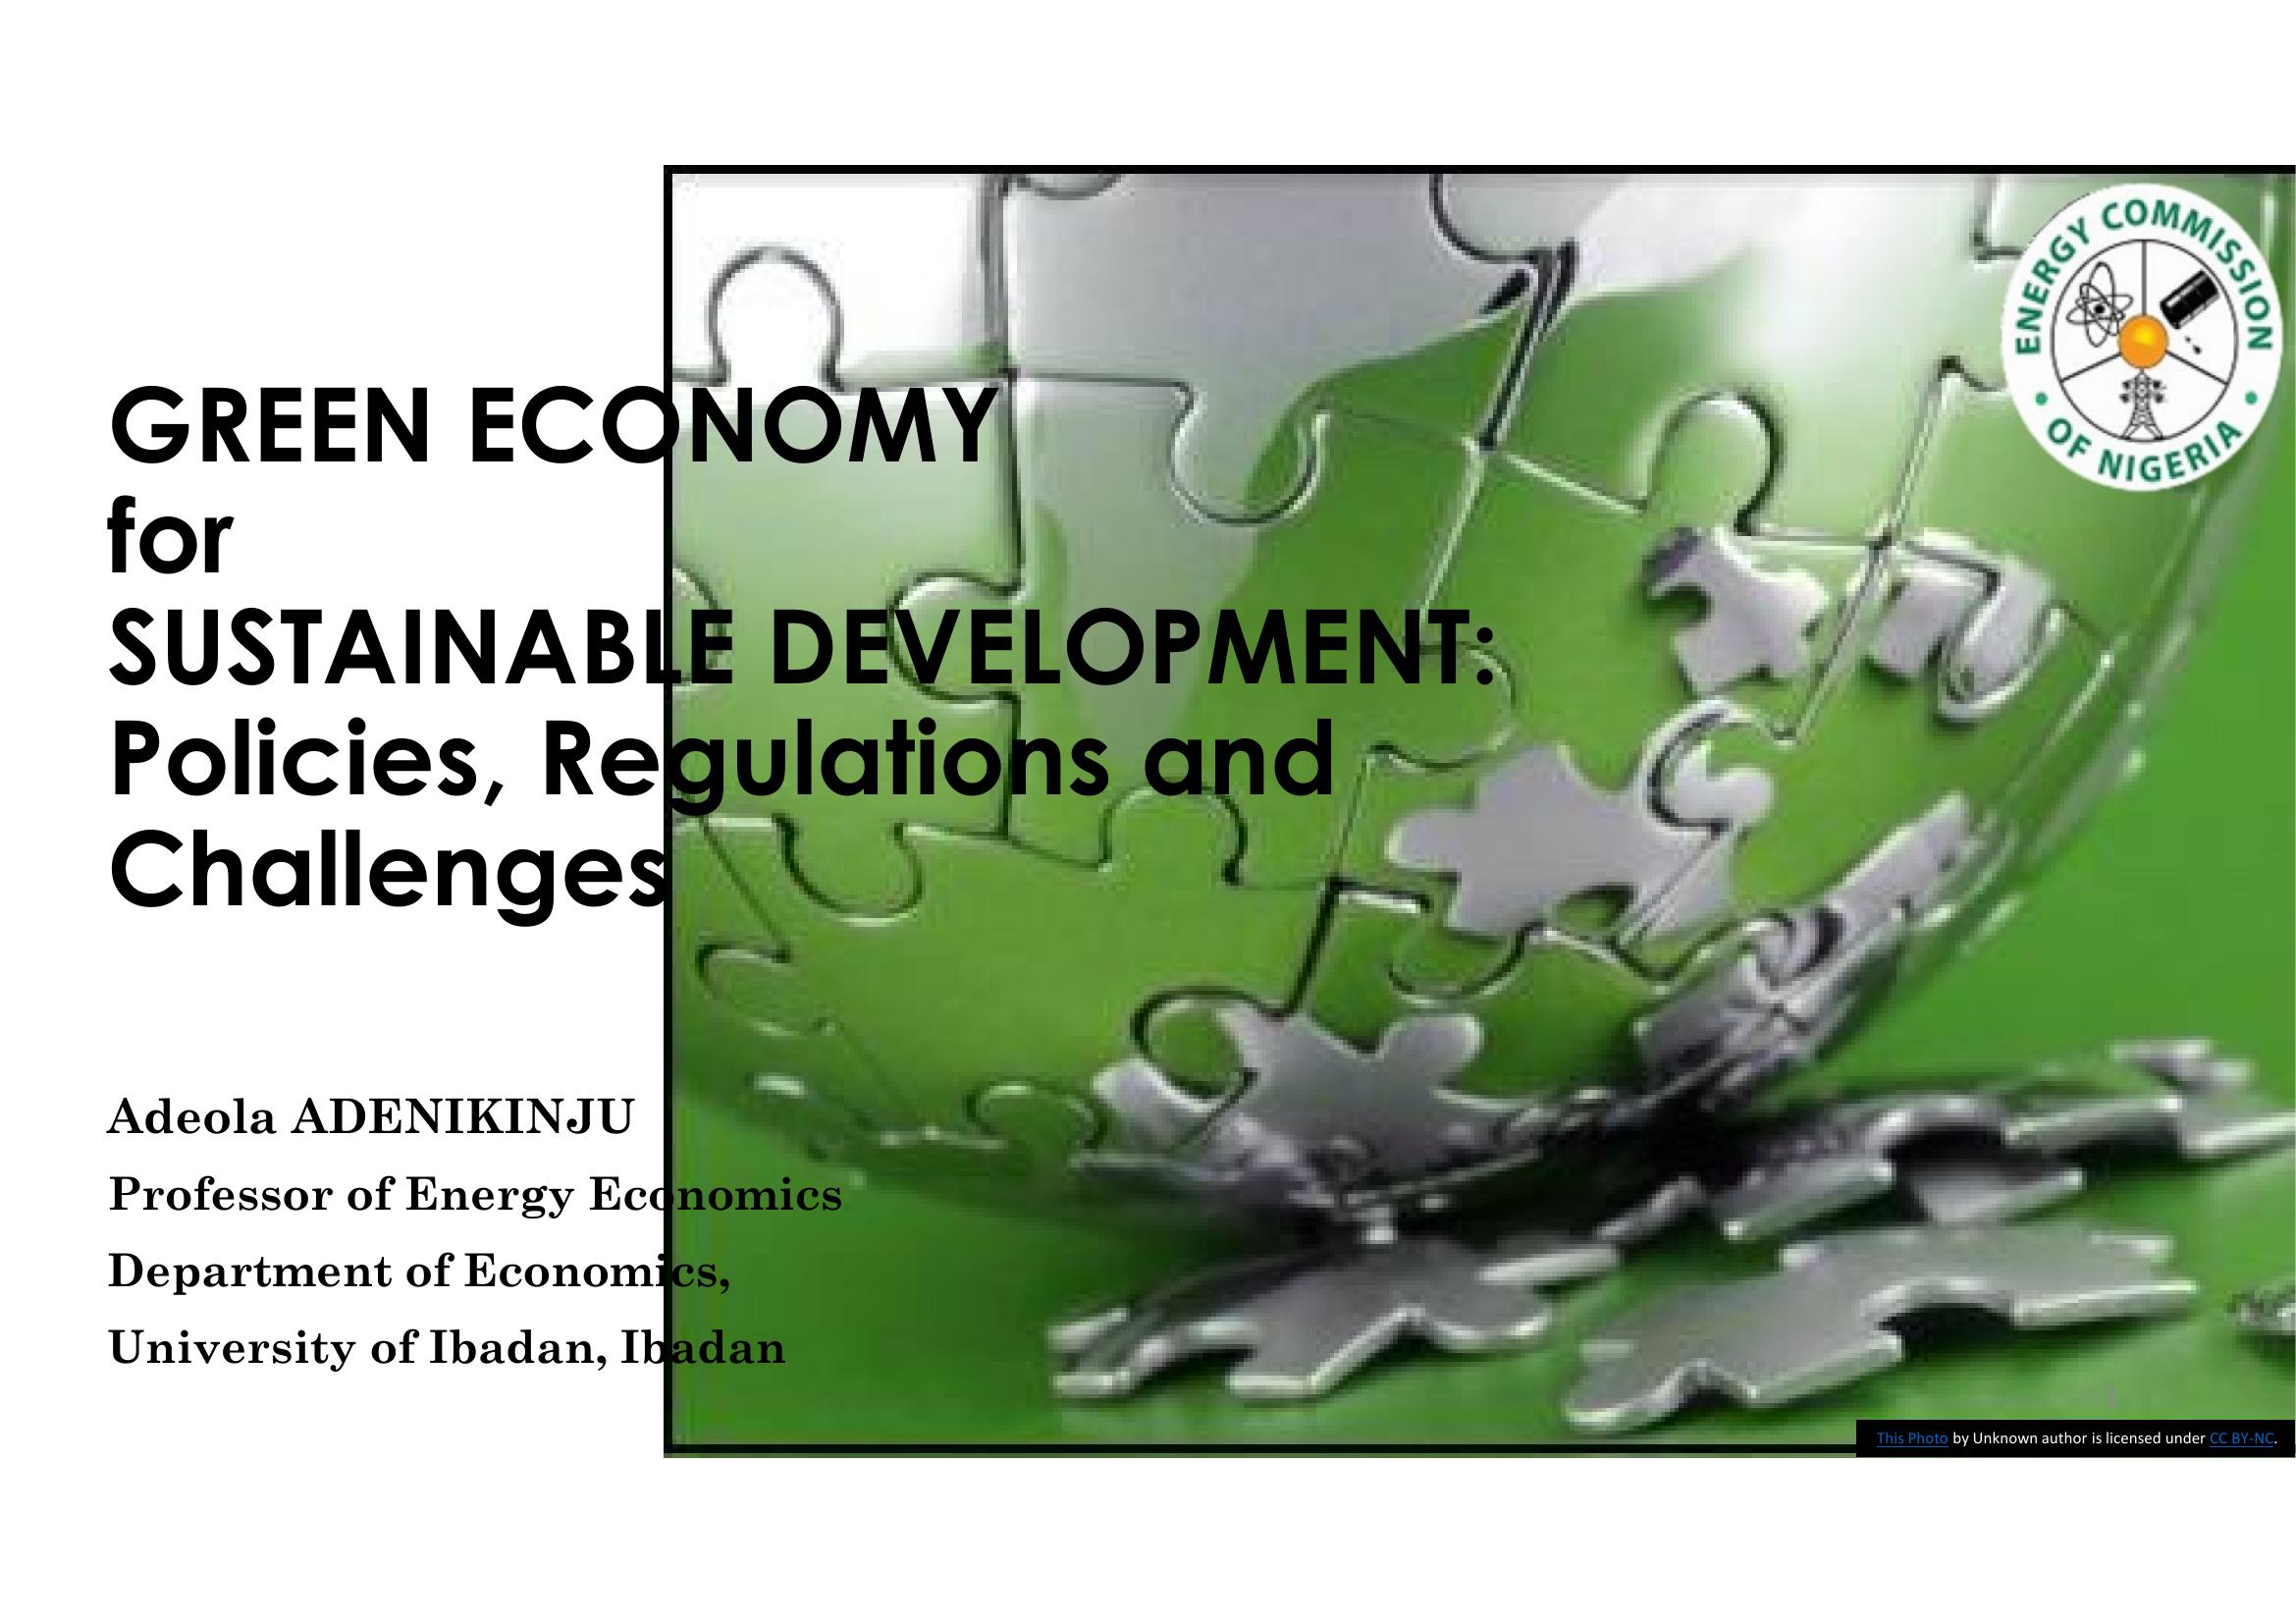 ENERGY COMMISSION
OF NIGERIA
GREEN ECONOMY
for
SUSTAINABLE DEVELOPMENT:
Policies, Regulations and
Challenges
Adeola ADENIKINJU
Professor of Energy Economics
Department of Economics,
University of Ibadan, Ibadan
This Photo by Unknown author is licensed under CC BY-NC.